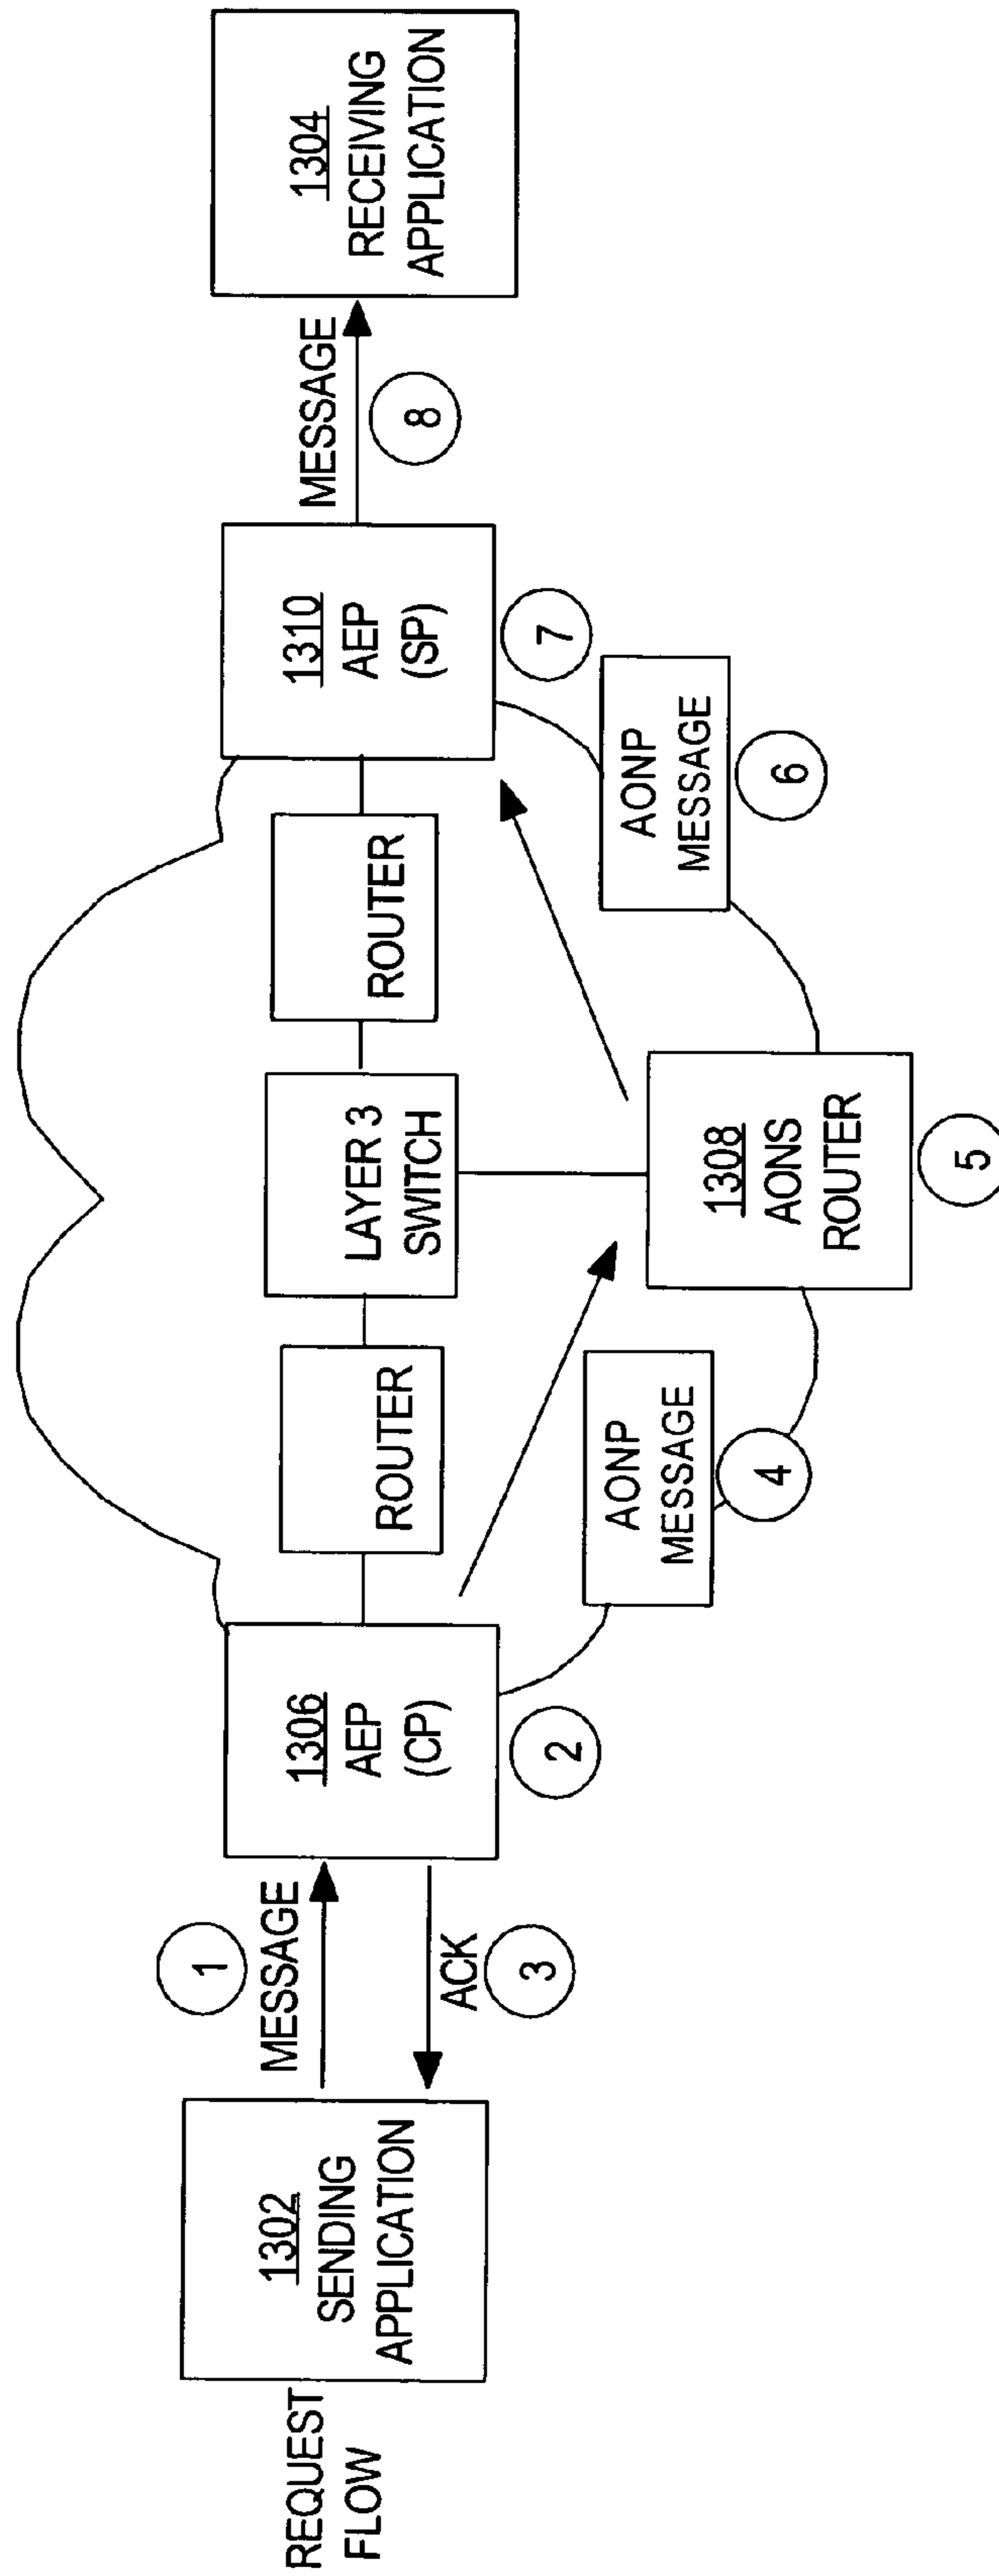 REQUEST
FLOW
1302
SENDING
APPLICATION
1
MESSAGE
ACK
3
1306
AEP
(CP)
2
ROUTER
AONP
MESSAGE
4
LAYER 3
SWITCH
1308
AONS
ROUTER
5
ROUTER
AONP
MESSAGE
6
1310
AEP
(SP)
7
MESSAGE
8
1304
RECEIVING
APPLICATION